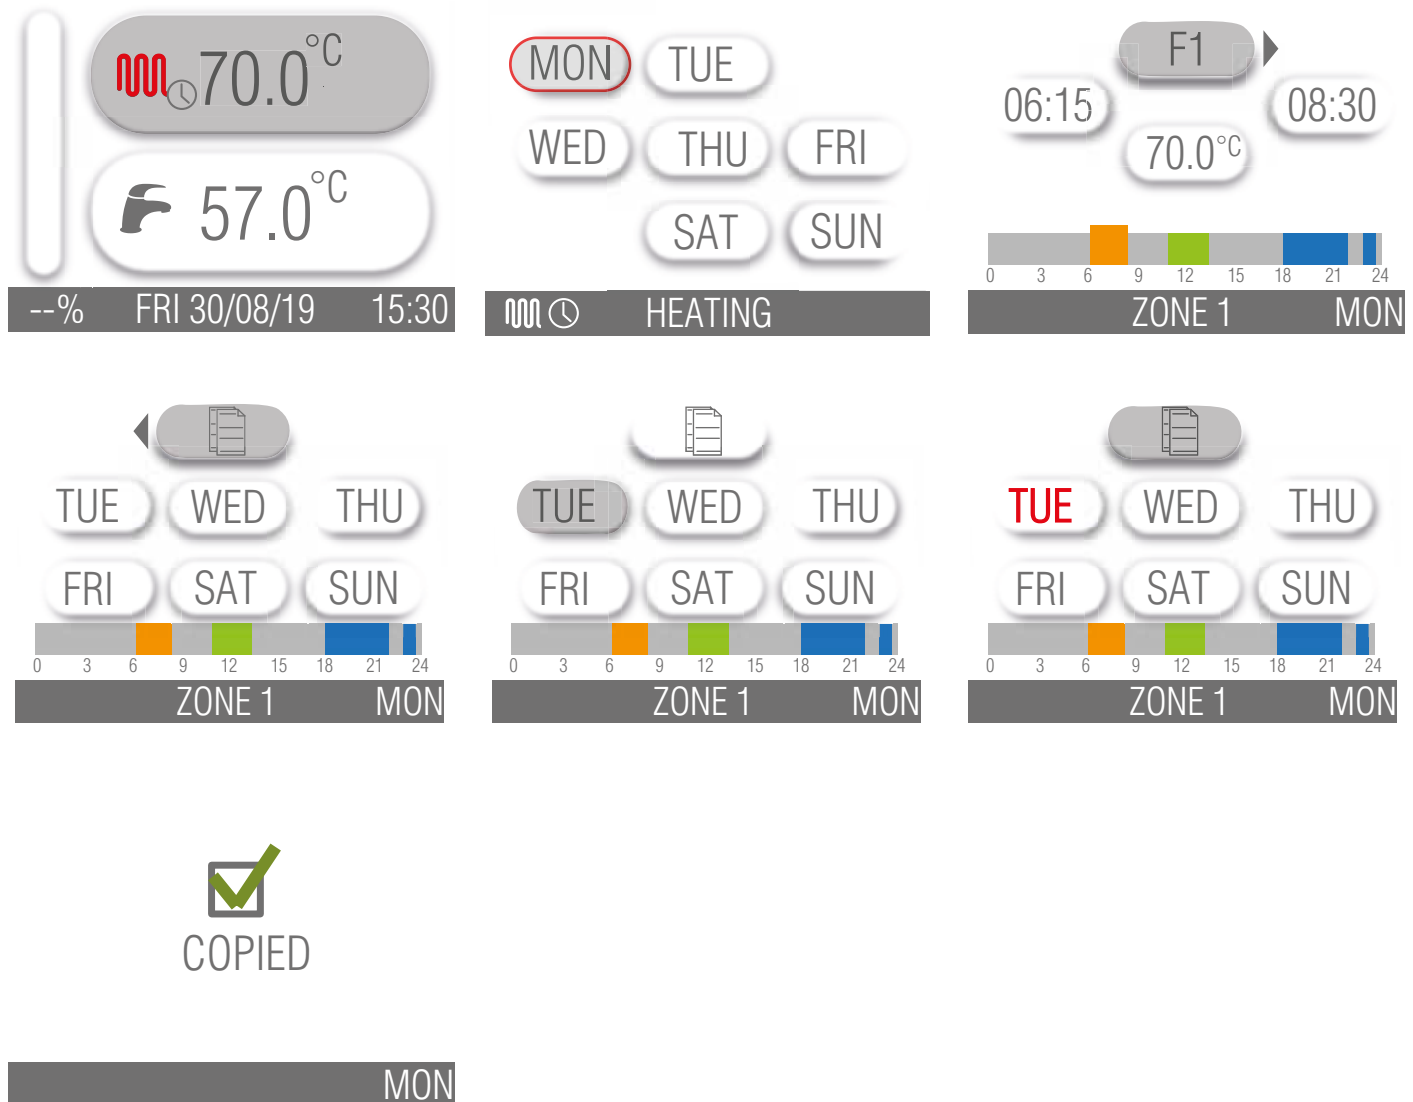 70.0°C
57.0°C
--% FRI 30/08/19 15:30
MON TUE
WED THU FRI
SAT SUN
HEATING
F1
06:15 08:30
70.0°C
0 3 6 9 12 15 18 21 24
ZONE 1 MON
TUE WED THU
FRI SAT SUN
0 3 6 9 12 15 18 21 24
ZONE 1 MON
TUE WED THU
FRI SAT SUN
0 3 6 9 12 15 18 21 24
ZONE 1 MON
TUE WED THU
FRI SAT SUN
0 3 6 9 12 15 18 21 24
ZONE 1 MON
COPIED
MON